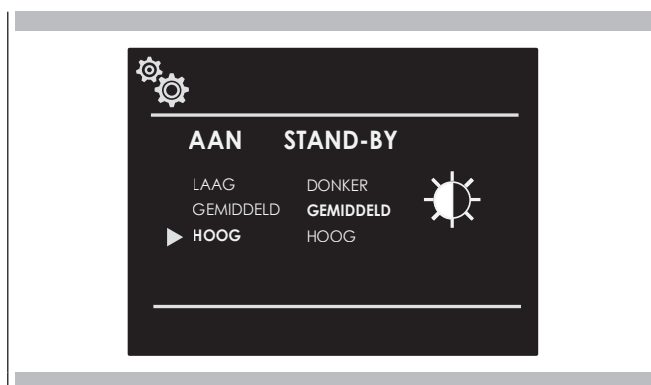 AAN STAND-BY
LAAG DONKER
GEMIDDELD GEMIDDELD
HOOG HOOG